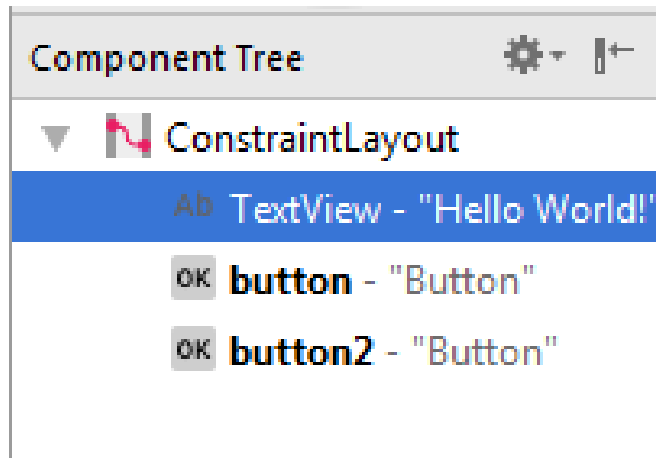 Component Tree
ConstraintLayout
Ab TextView - "Hello World!"
OK button - "Button"
OK button2 - "Button"